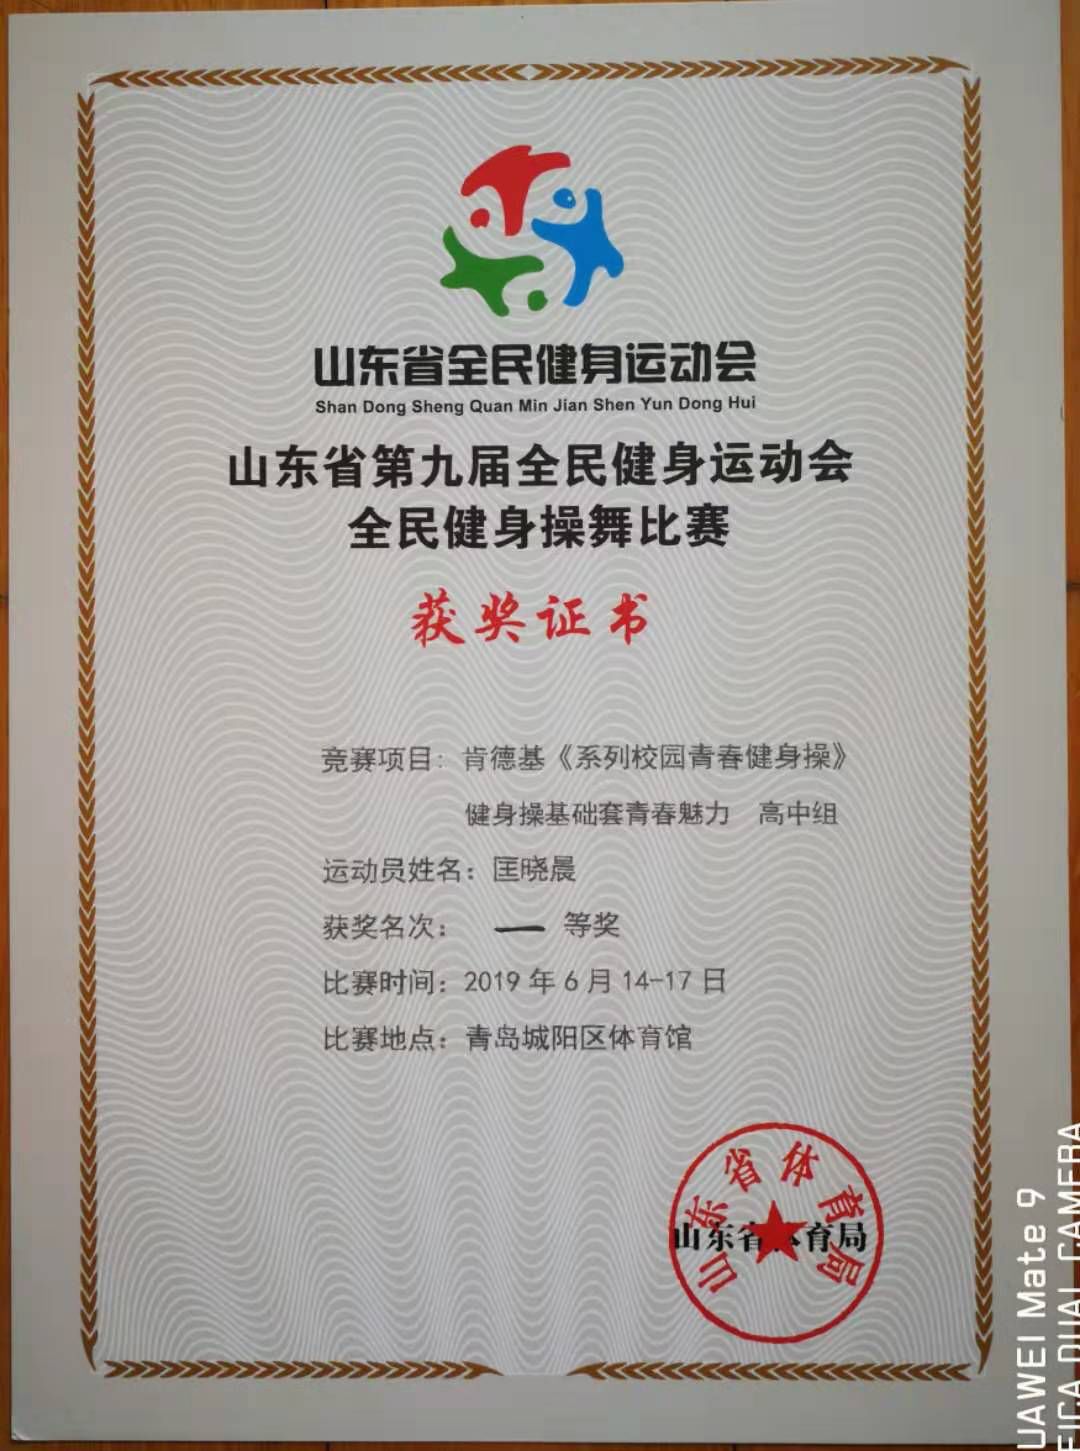 山东省全民健身运动会
Shan Dong Sheng Quan Min Jian Shen Yun Dong Hui
山东省第九届全民健身运动会
全民健身操舞比赛
获奖证书
竞赛项目: 肯德基《系列校园青春健身操》
健身操基础套青春魅力 高中组
运动员姓名: 匡晓晨
获奖名次: 一 等奖
比赛时间: 2019 年 6 月 14-17 日
比赛地点: 青岛城阳区体育馆
山东省体育局
山东省体育局
UAWEI Mate 9
EICA DUAL CAMERA